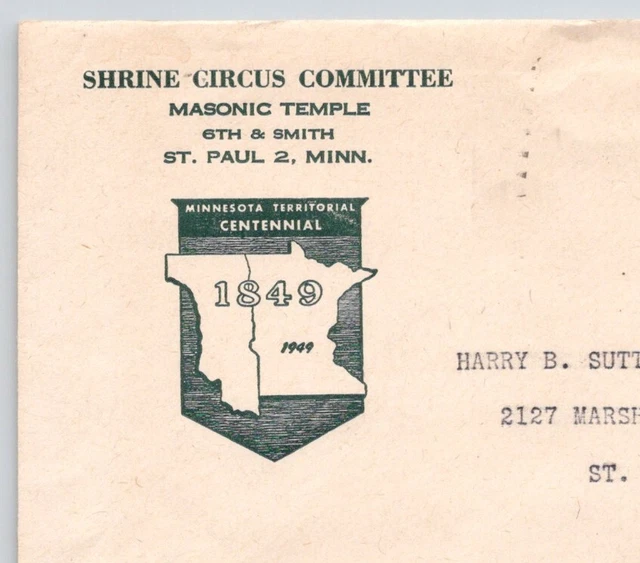 SHRINE CIRCUS COMMITTEE
MASONIC TEMPLE
6TH & SMITH
ST. PAUL 2, MINN.
MINNESOTA TERRITORIAL
CENTENNIAL
1849
1949
HARRY B. SUTT
2127 MARSH
ST.